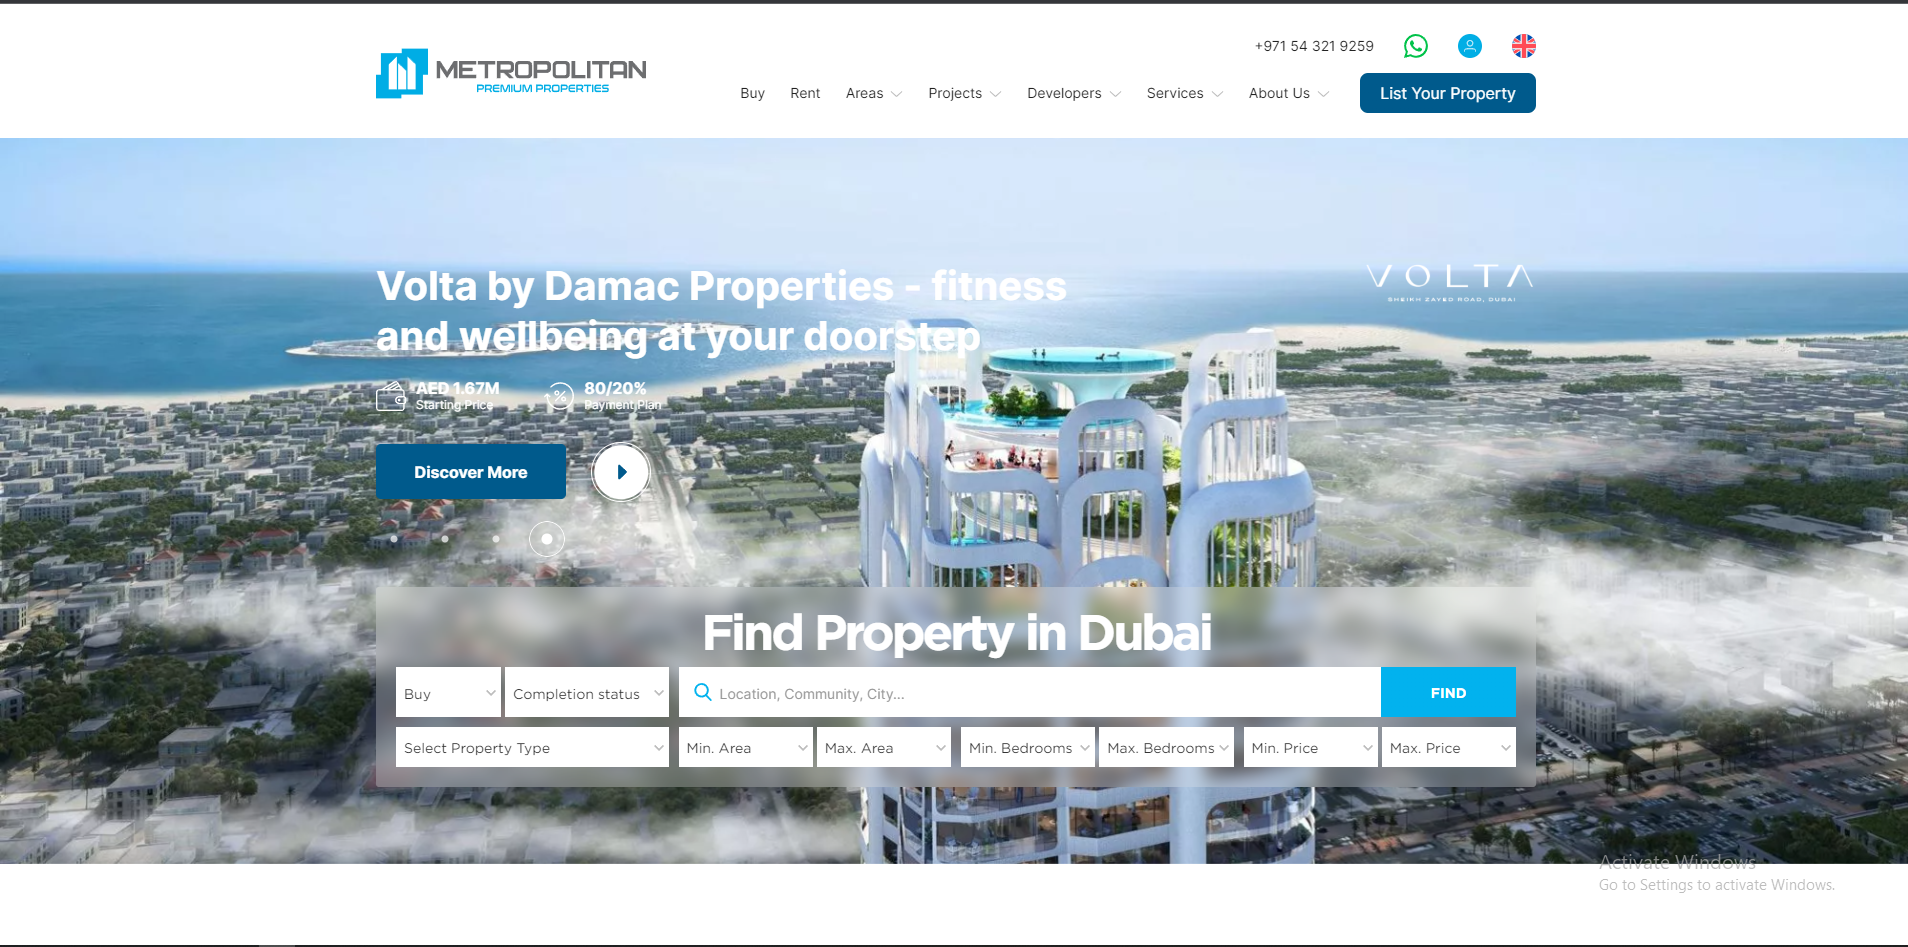 +971 54 321 9259
METROPOLITAN
PREMIUM PROPERTIES
Buy Rent Areas Projects Developers Services About Us List Your Property
Volta by Damac Properties - fitness
and wellbeing at your doorstep
VOLTA
SHEIKH ZAYED ROAD, DUBAI
AED 1.67M 80/20%
Starting Price Payment Plan
Discover More
Find Property in Dubai
Buy Completion status Location, Community, City... FIND
Select Property Type Min. Area Max. Area Min. Bedrooms Max. Bedrooms Min. Price Max. Price
Activate Windows
Go to Settings to activate Windows.